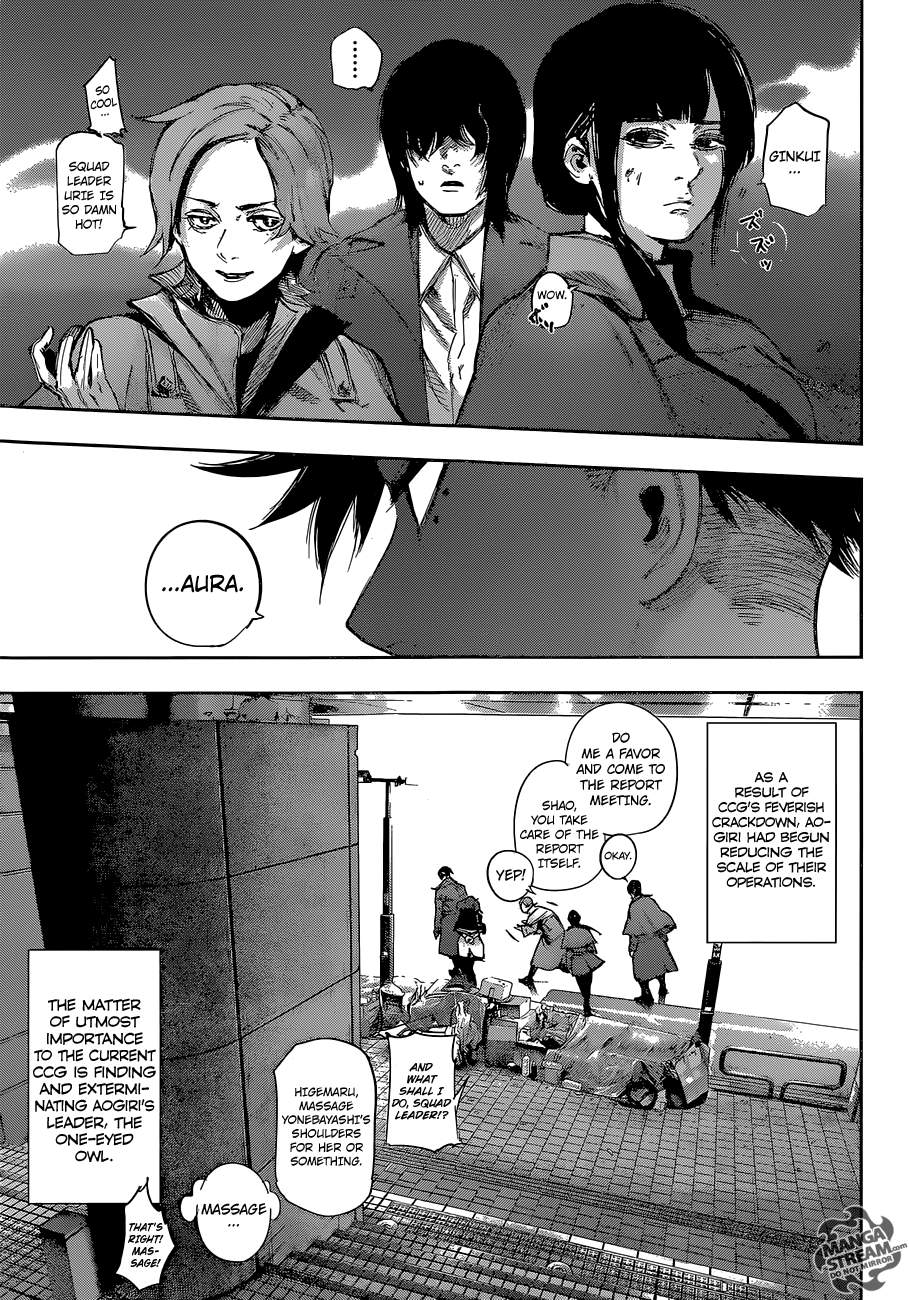 GINKUI
...
ズズッ
WOW.
......
SO
COOL
...
SQUAD
LEADER
URIE IS
SO DAMN
HOT!
...AURA.
AS A
RESULT OF
CCG'S FEVERISH
CRACKDOWN, AO-
GIRI HAD BEGUN
REDUCING THE
SCALE OF THEIR
OPERATIONS.
DO
ME A FAVOR
AND COME TO
THE REPORT
MEETING.
SHAO,
YOU TAKE
CARE OF THE
REPORT
ITSELF.
OKAY.
YEP!
AND
WHAT
SHALL I
DO, SQUAD
LEADER!?
HIGEMARU,
MASSAGE
YONEBAYASHI'S
SHOULDERS
FOR HER OR
SOMETHING.
MASSAGE
...
THAT'S
RIGHT!
MAS-
SAGE!
THE MATTER
OF UTMOST
IMPORTANCE
TO THE CURRENT
CCG IS FINDING
AND EXTERMI-
NATING AOGIRI'S
LEADER, THE
ONE-EYED
OWL.
MANGA
STREAM.com
DO NOT MIRROR